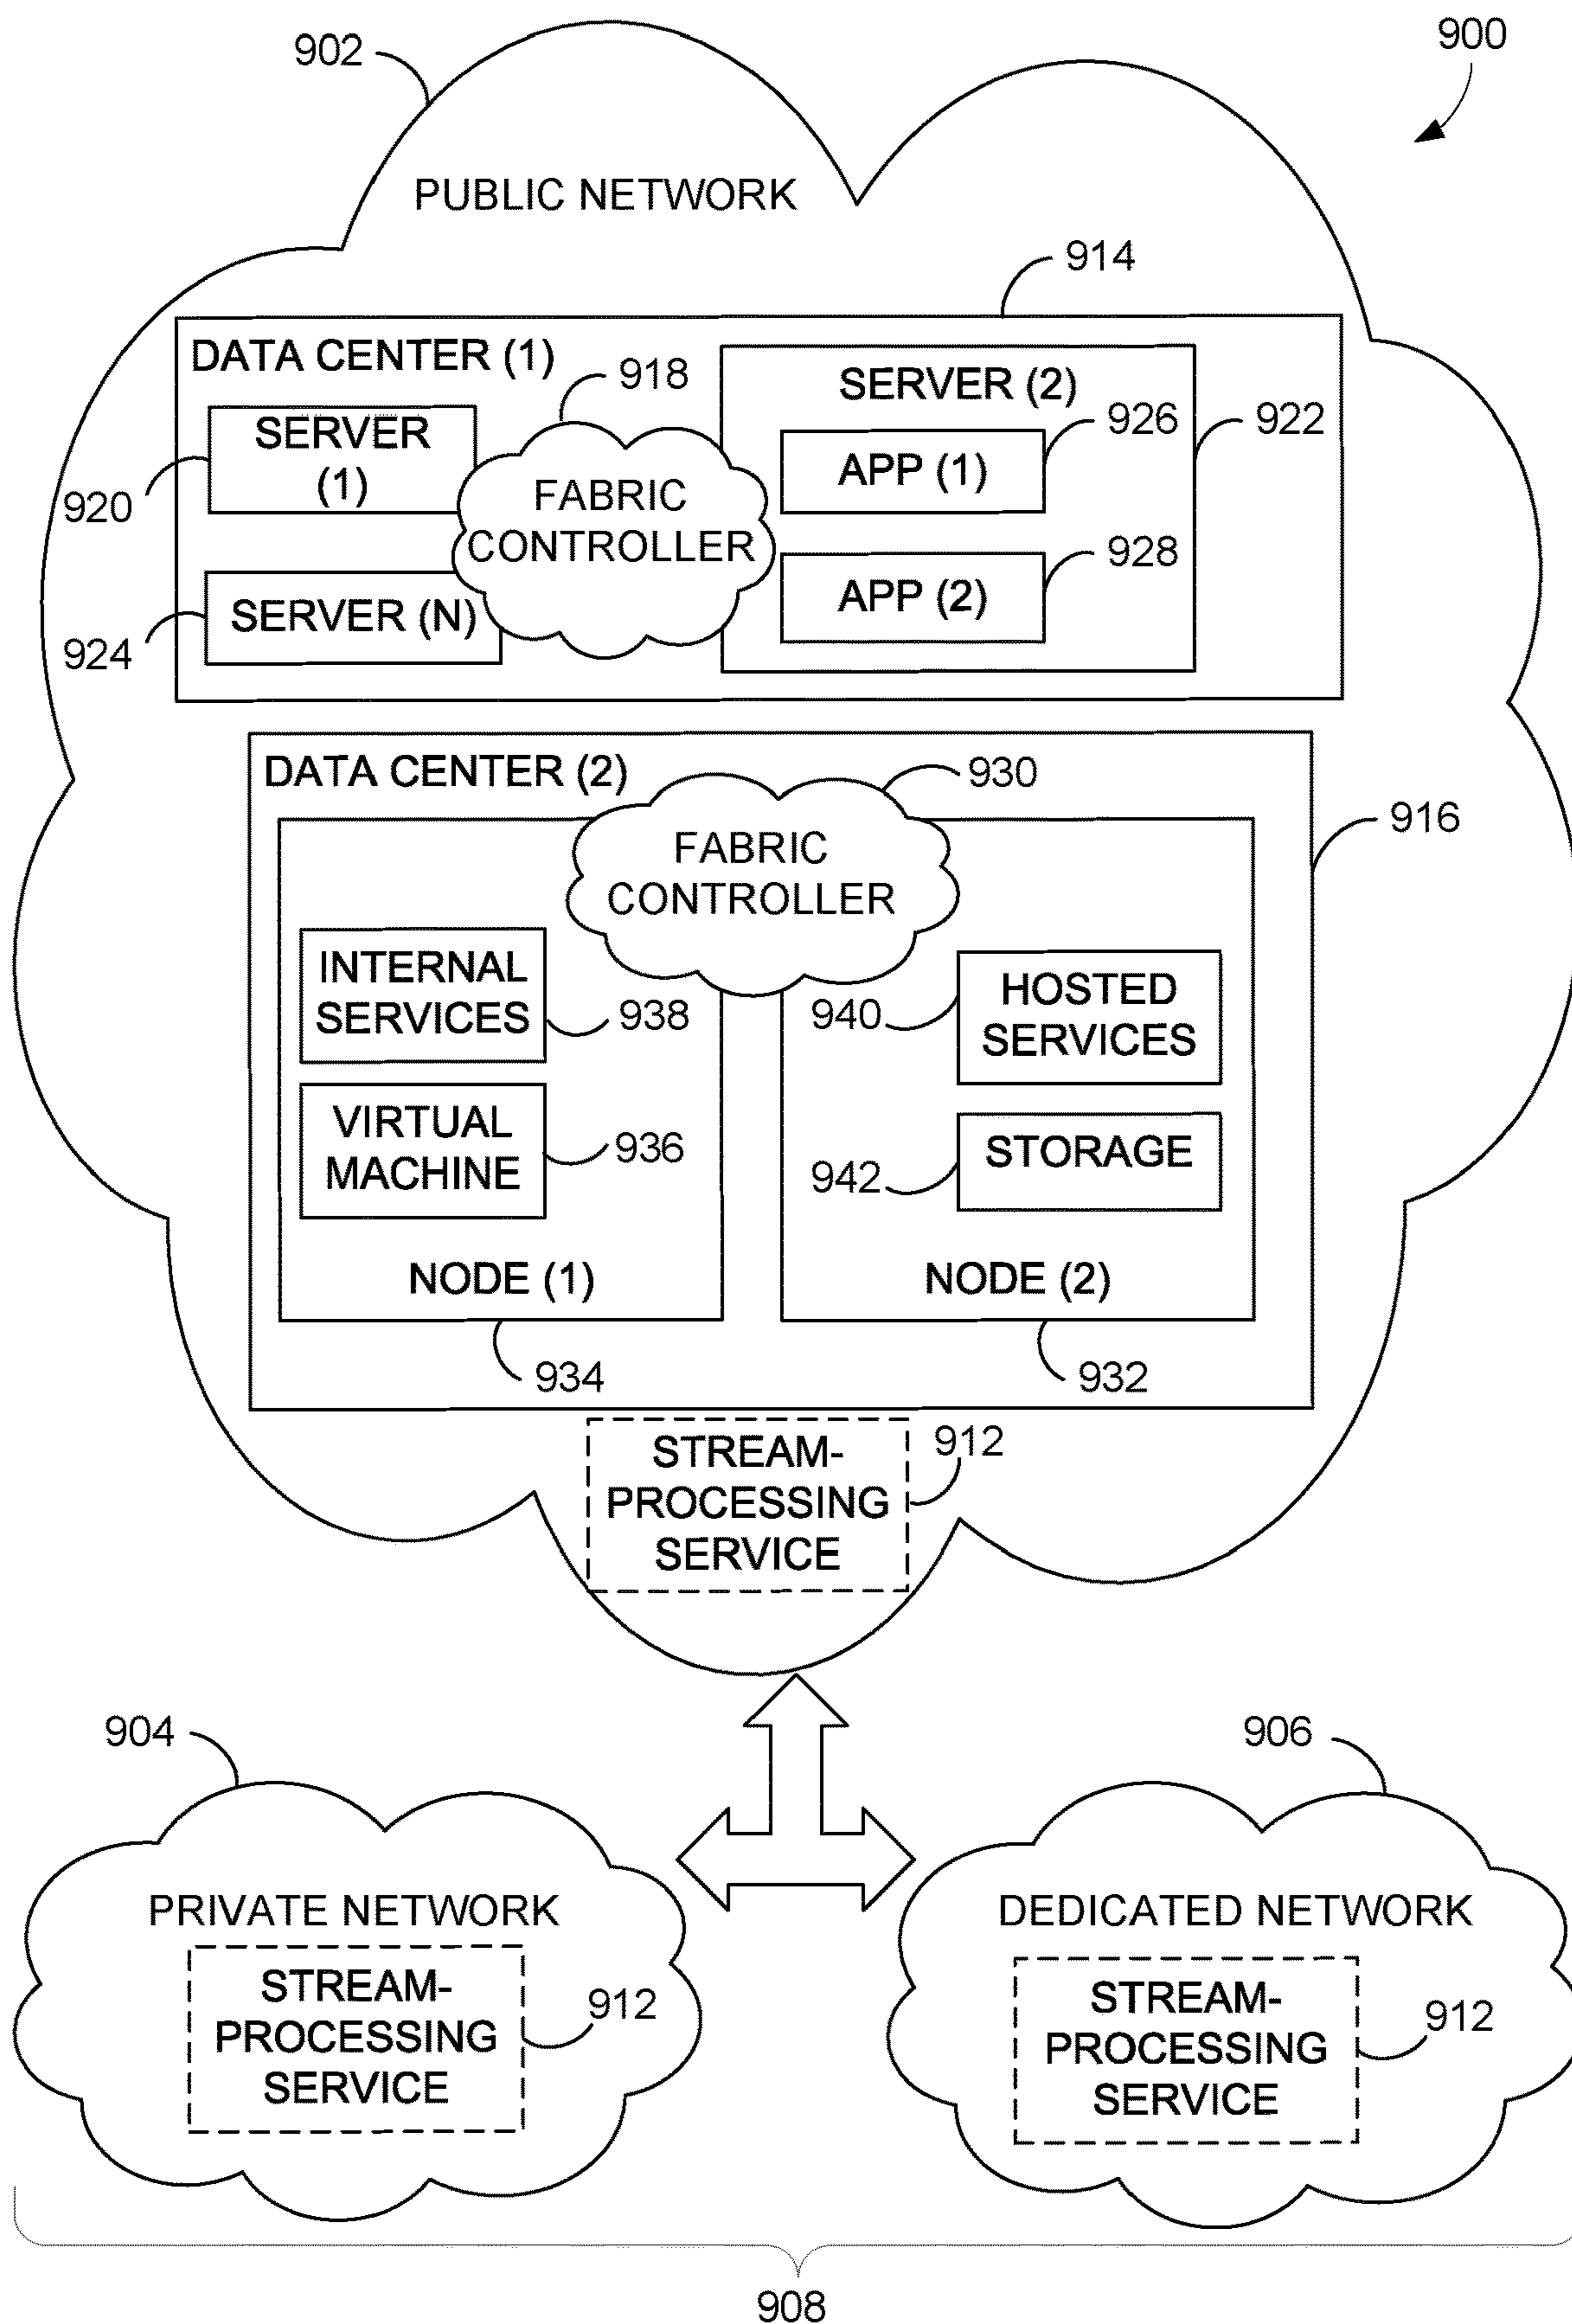 902
900
PUBLIC NETWORK
914
DATA CENTER (1)
918
SERVER (2)
SERVER
(1)
920
FABRIC
CONTROLLER
APP (1)
926
922
SERVER (N)
924
APP (2)
928
DATA CENTER (2)
930
916
FABRIC
CONTROLLER
INTERNAL
SERVICES
938
940
HOSTED
SERVICES
VIRTUAL
MACHINE
936
942
STORAGE
NODE (1)
NODE (2)
934
932
STREAM-
PROCESSING
SERVICE
912
904
906
PRIVATE NETWORK
STREAM-
PROCESSING
SERVICE
912
DEDICATED NETWORK
STREAM-
PROCESSING
SERVICE
912
908